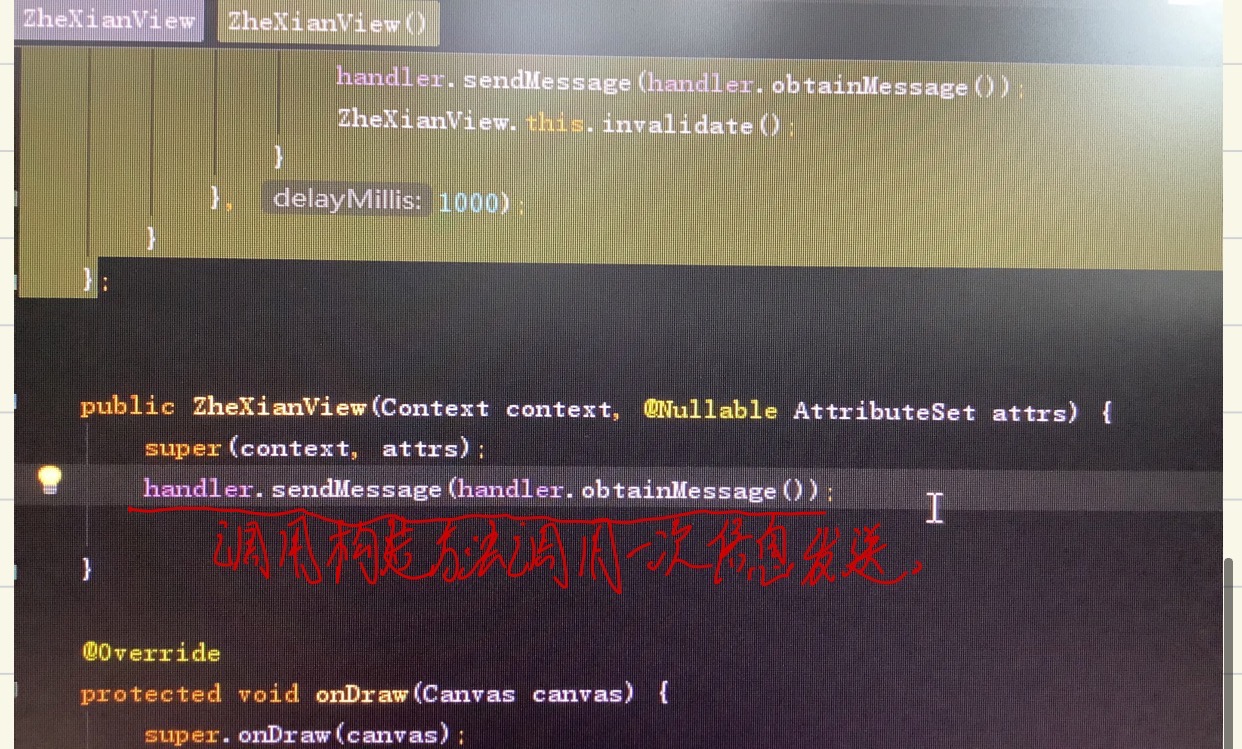 ZheXianView ZheXianView()
handler.sendMessage(handler.obtainMessage());
ZheXianView.this.invalidate();
}
}, delayMillis: 1000);
}
};
public ZheXianView(Context context, @Nullable AttributeSet attrs) {
super(context, attrs);
handler.sendMessage(handler.obtainMessage());
调用构造方法调用一次信息发送,
}
@Override
protected void onDraw(Canvas canvas) {
super.onDraw(canvas);